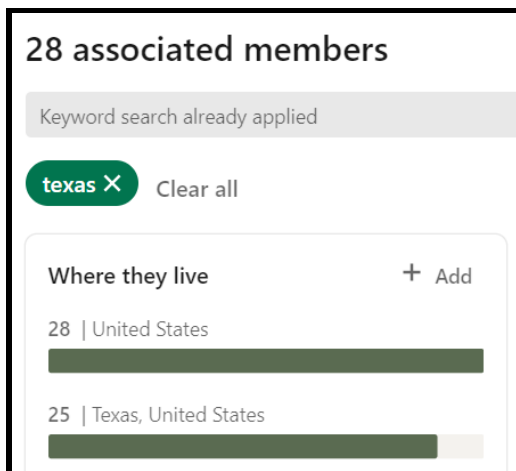 28 associated members
Keyword search already applied
texas ✕ Clear all
Where they live + Add
28 | United States
25 | Texas, United States